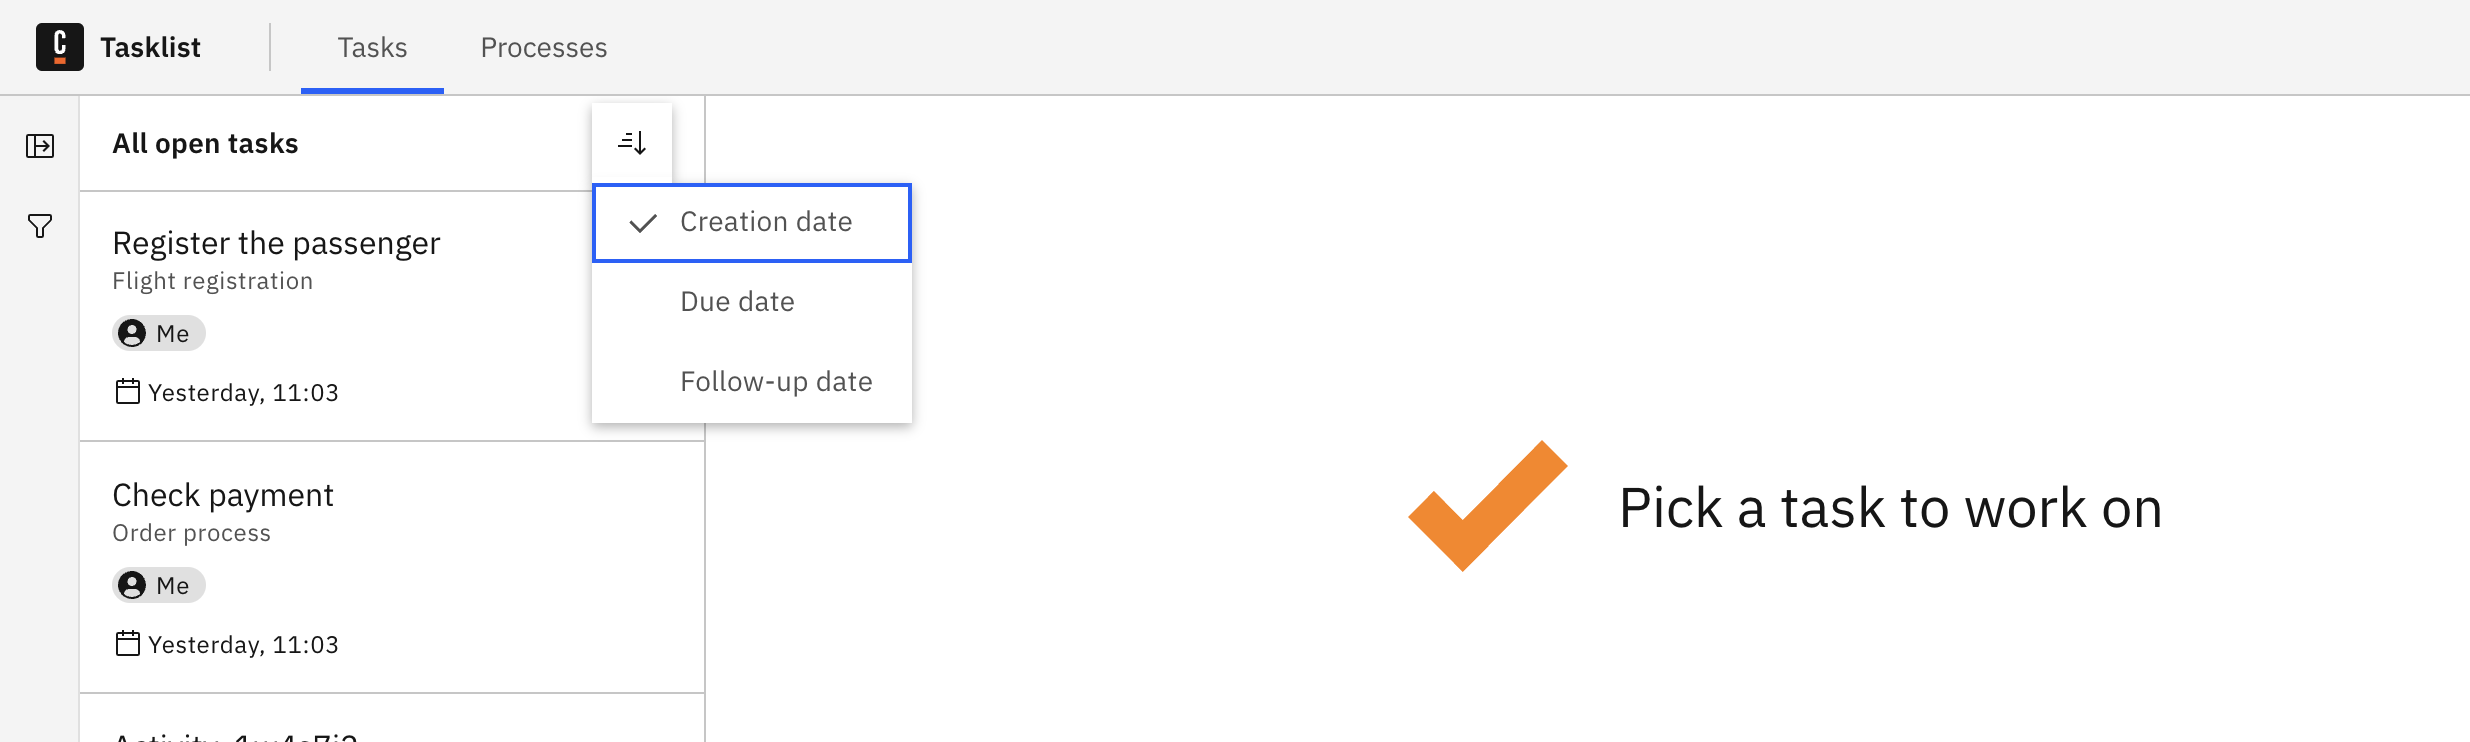 Tasklist
Tasks
Processes
All open tasks
Creation date
Due date
Follow-up date
Register the passenger
Flight registration
Me
Yesterday, 11:03
Check payment
Order process
Me
Yesterday, 11:03
Pick a task to work on